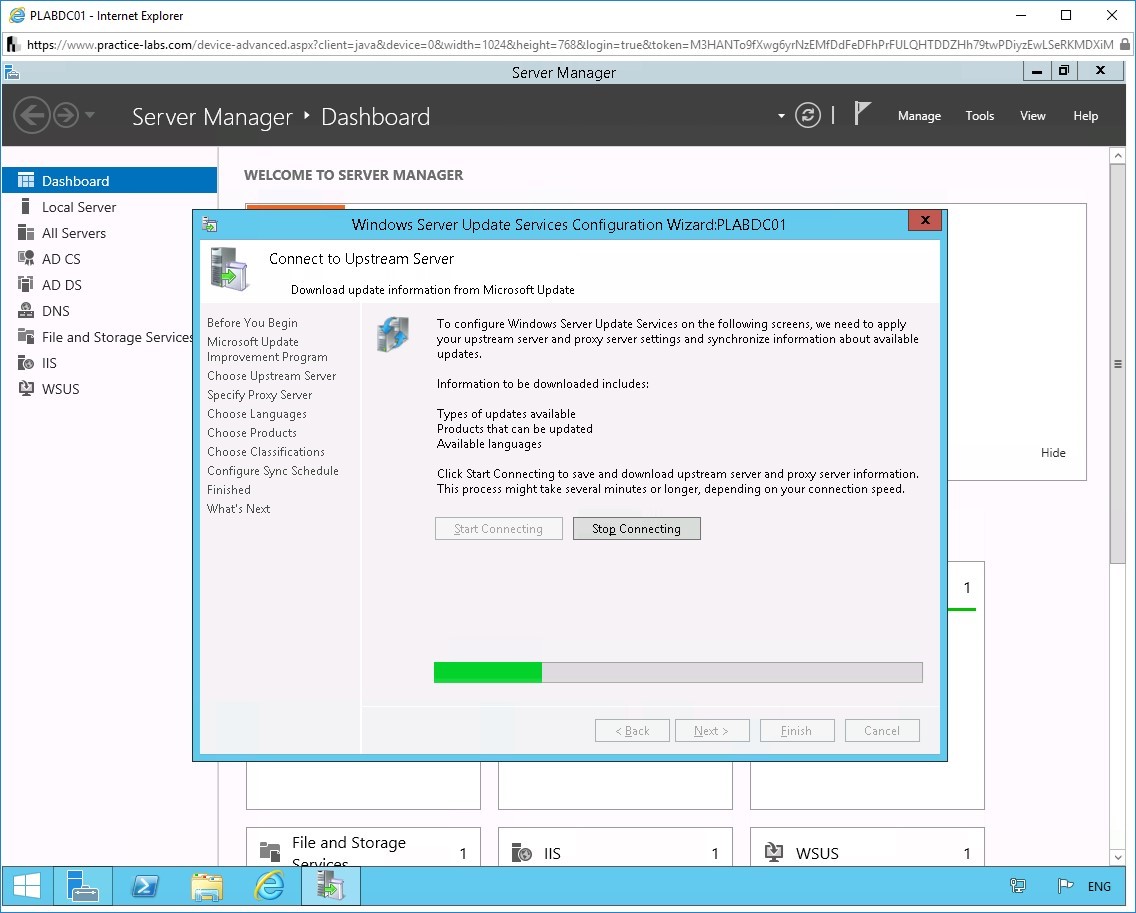 PLABDC01 - Internet Explorer
https://www.practice-labs.com/device-advanced.aspx?client=java&device=0&width=1024&height=768&login=true&token=M3HANTo9fXwg6yrNzEMfDdFeDFhPrFULQHTDDZHh79twPDiyzEwLSeRKMDXiM
Server Manager
Server Manager ‣ Dashboard
Manage Tools View Help
Dashboard
Local Server
All Servers
AD CS
AD DS
DNS
File and Storage Services
IIS
WSUS
WELCOME TO SERVER MANAGER
Windows Server Update Services Configuration Wizard:PLABDC01
X
Connect to Upstream Server
Download update information from Microsoft Update
Before You Begin
Microsoft Update
Improvement Program
Choose Upstream Server
Specify Proxy Server
Choose Languages
Choose Products
Choose Classifications
Configure Sync Schedule
Finished
What's Next
To configure Windows Server Update Services on the following screens, we need to apply
your upstream server and proxy server settings and synchronize information about available
updates.
Information to be downloaded includes:
Types of updates available
Products that can be updated
Available languages
Click Start Connecting to save and download upstream server and proxy server information.
This process might take several minutes or longer, depending on your connection speed.
Start Connecting Stop Connecting
< Back Next > Finish Cancel
Hide
1
File and Storage
Services
1
IIS 1
WSUS 1
ENG